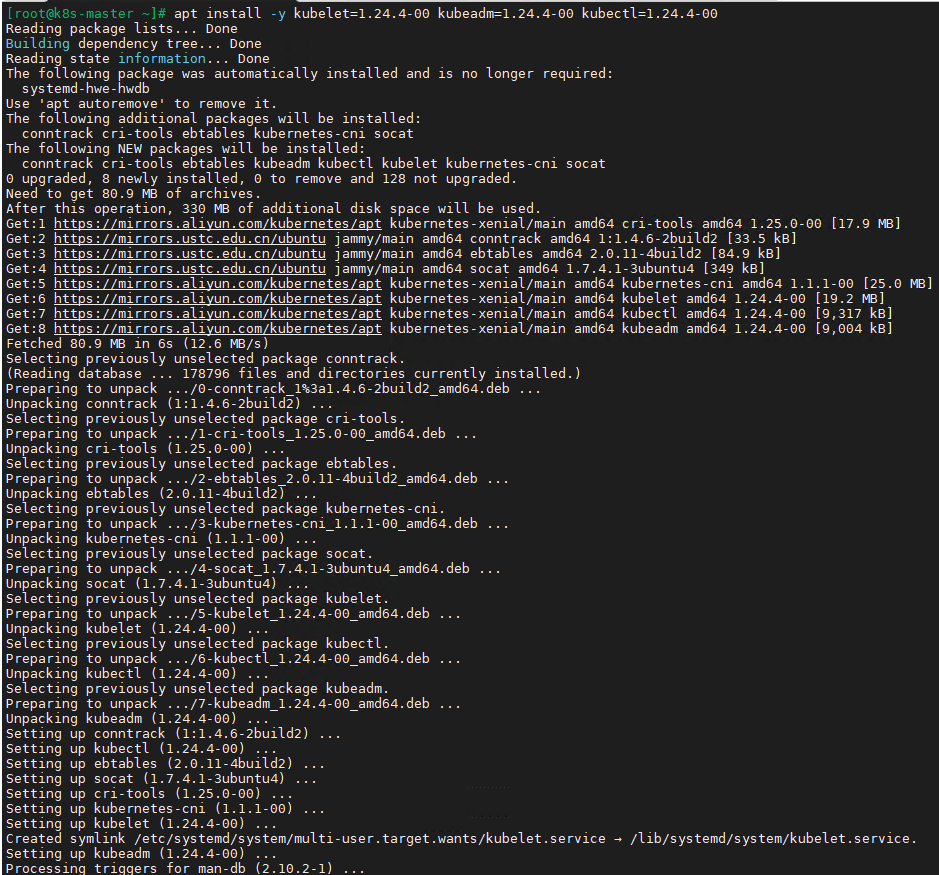 [root@k8s-master ~]# apt install -y kubelet=1.24.4-00 kubeadm=1.24.4-00 kubectl=1.24.4-00
Reading package lists... Done
Building dependency tree... Done
Reading state information... Done
The following package was automatically installed and is no longer required:
  systemd-hwe-hwdb
Use 'apt autoremove' to remove it.
The following additional packages will be installed:
  conntrack cri-tools ebtables kubernetes-cni socat
The following NEW packages will be installed:
  conntrack cri-tools ebtables kubeadm kubectl kubelet kubernetes-cni socat
0 upgraded, 8 newly installed, 0 to remove and 128 not upgraded.
Need to get 80.9 MB of archives.
After this operation, 330 MB of additional disk space will be used.
Get:1 https://mirrors.aliyun.com/kubernetes/apt kubernetes-xenial/main amd64 cri-tools amd64 1.25.0-00 [17.9 MB]
Get:2 https://mirrors.ustc.edu.cn/ubuntu jammy/main amd64 conntrack amd64 1:1.4.6-2build2 [33.5 kB]
Get:3 https://mirrors.ustc.edu.cn/ubuntu jammy/main amd64 ebtables amd64 2.0.11-4build2 [84.9 kB]
Get:4 https://mirrors.ustc.edu.cn/ubuntu jammy/main amd64 socat amd64 1.7.4.1-3ubuntu4 [349 kB]
Get:5 https://mirrors.aliyun.com/kubernetes/apt kubernetes-xenial/main amd64 kubernetes-cni amd64 1.1.1-00 [25.0 MB]
Get:6 https://mirrors.aliyun.com/kubernetes/apt kubernetes-xenial/main amd64 kubelet amd64 1.24.4-00 [19.2 MB]
Get:7 https://mirrors.aliyun.com/kubernetes/apt kubernetes-xenial/main amd64 kubectl amd64 1.24.4-00 [9,317 kB]
Get:8 https://mirrors.aliyun.com/kubernetes/apt kubernetes-xenial/main amd64 kubeadm amd64 1.24.4-00 [9,004 kB]
Fetched 80.9 MB in 6s (12.6 MB/s)
Selecting previously unselected package conntrack.
(Reading database ... 178796 files and directories currently installed.)
Preparing to unpack .../0-conntrack_1%3a1.4.6-2build2_amd64.deb ...
Unpacking conntrack (1:1.4.6-2build2) ...
Selecting previously unselected package cri-tools.
Preparing to unpack .../1-cri-tools_1.25.0-00_amd64.deb ...
Unpacking cri-tools (1.25.0-00) ...
Selecting previously unselected package ebtables.
Preparing to unpack .../2-ebtables_2.0.11-4build2_amd64.deb ...
Unpacking ebtables (2.0.11-4build2) ...
Selecting previously unselected package kubernetes-cni.
Preparing to unpack .../3-kubernetes-cni_1.1.1-00_amd64.deb ...
Unpacking kubernetes-cni (1.1.1-00) ...
Selecting previously unselected package socat.
Preparing to unpack .../4-socat_1.7.4.1-3ubuntu4_amd64.deb ...
Unpacking socat (1.7.4.1-3ubuntu4) ...
Selecting previously unselected package kubelet.
Preparing to unpack .../5-kubelet_1.24.4-00_amd64.deb ...
Unpacking kubelet (1.24.4-00) ...
Selecting previously unselected package kubectl.
Preparing to unpack .../6-kubectl_1.24.4-00_amd64.deb ...
Unpacking kubectl (1.24.4-00) ...
Selecting previously unselected package kubeadm.
Preparing to unpack .../7-kubeadm_1.24.4-00_amd64.deb ...
Unpacking kubeadm (1.24.4-00) ...
Setting up conntrack (1:1.4.6-2build2) ...
Setting up kubectl (1.24.4-00) ...
Setting up ebtables (2.0.11-4build2) ...
Setting up socat (1.7.4.1-3ubuntu4) ...
Setting up cri-tools (1.25.0-00) ...
Setting up kubernetes-cni (1.1.1-00) ...
Setting up kubelet (1.24.4-00) ...
Created symlink /etc/systemd/system/multi-user.target.wants/kubelet.service → /lib/systemd/system/kubelet.service.
Setting up kubeadm (1.24.4-00) ...
Processing triggers for man-db (2.10.2-1) ...